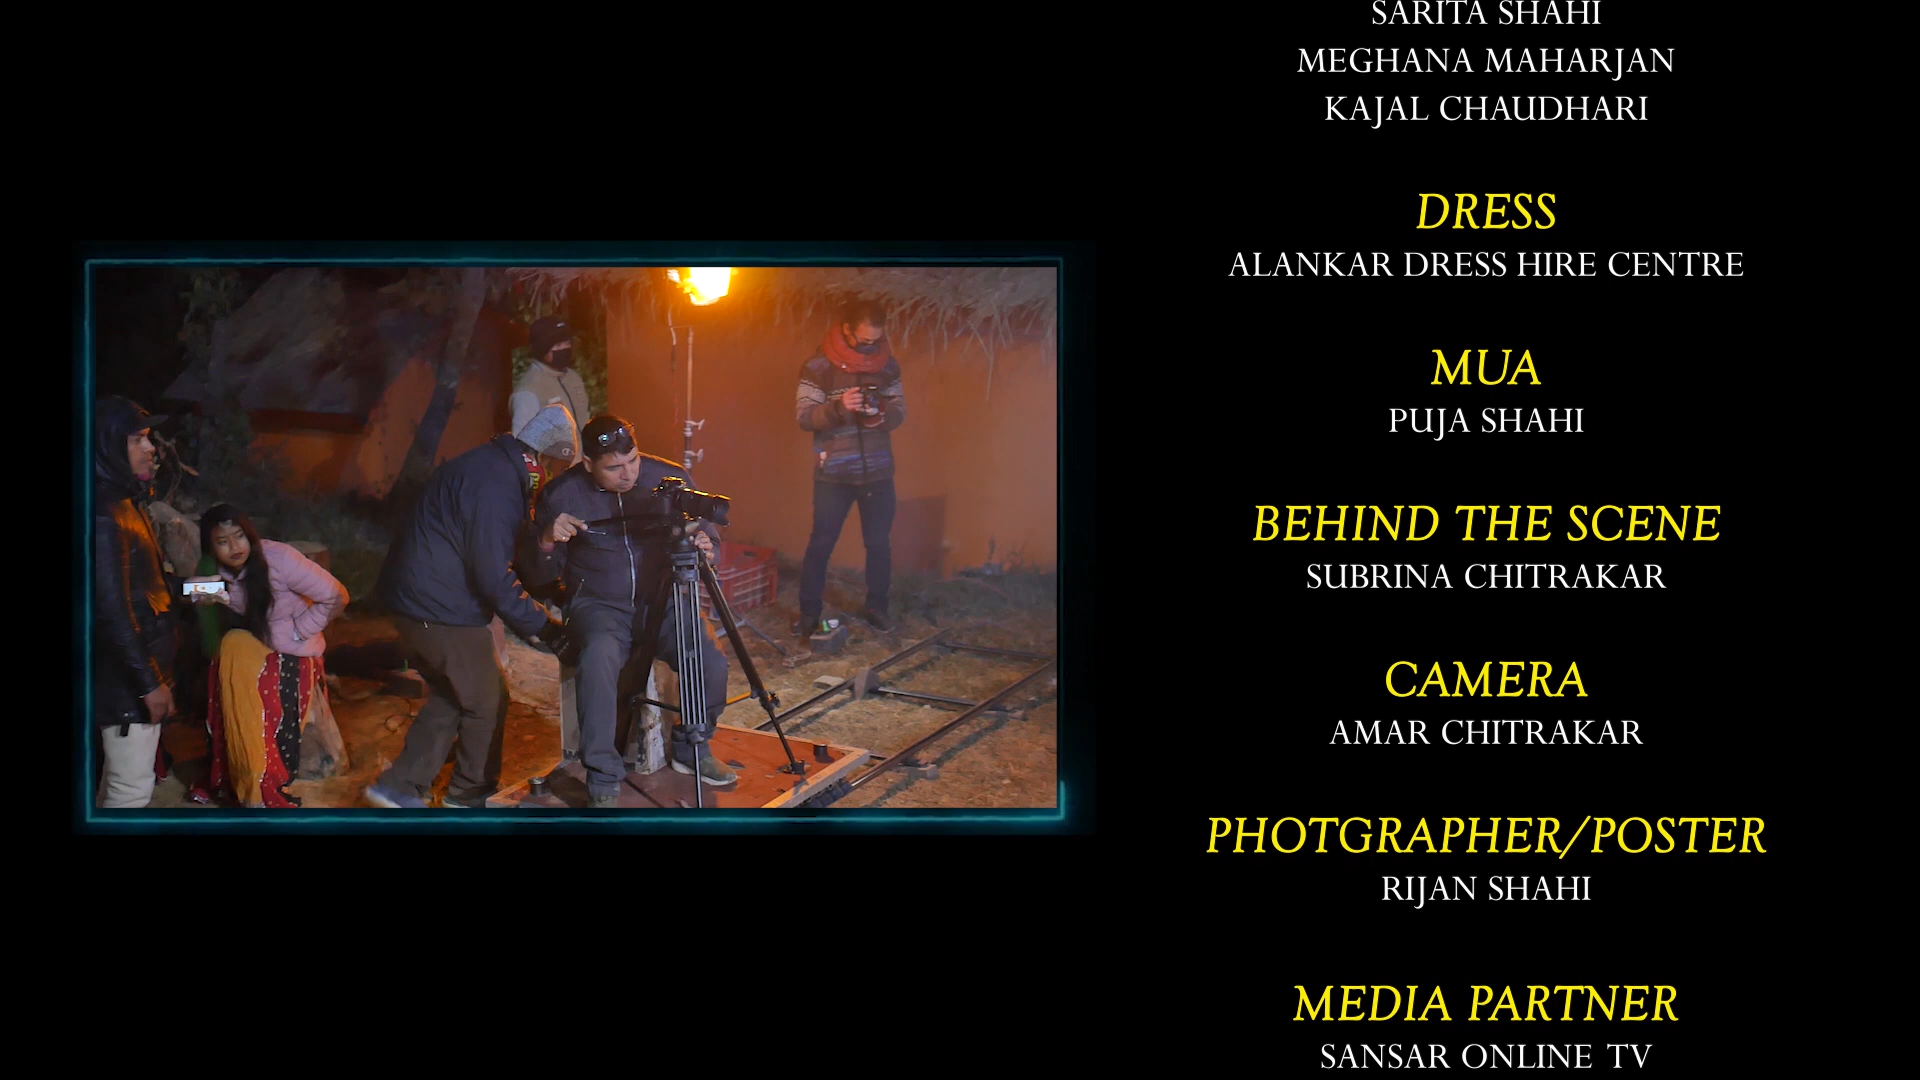 SARITA SHAHI
MEGHANA MAHARJAN
KAJAL CHAUDHARI
DRESS
ALANKAR DRESS HIRE CENTRE
MUA
PUJA SHAHI
BEHIND THE SCENE
SUBRINA CHITRAKAR
CAMERA
AMAR CHITRAKAR
PHOTGRAPHER/POSTER
RIJAN SHAHI
MEDIA PARTNER
SANSAR ONLINE TV